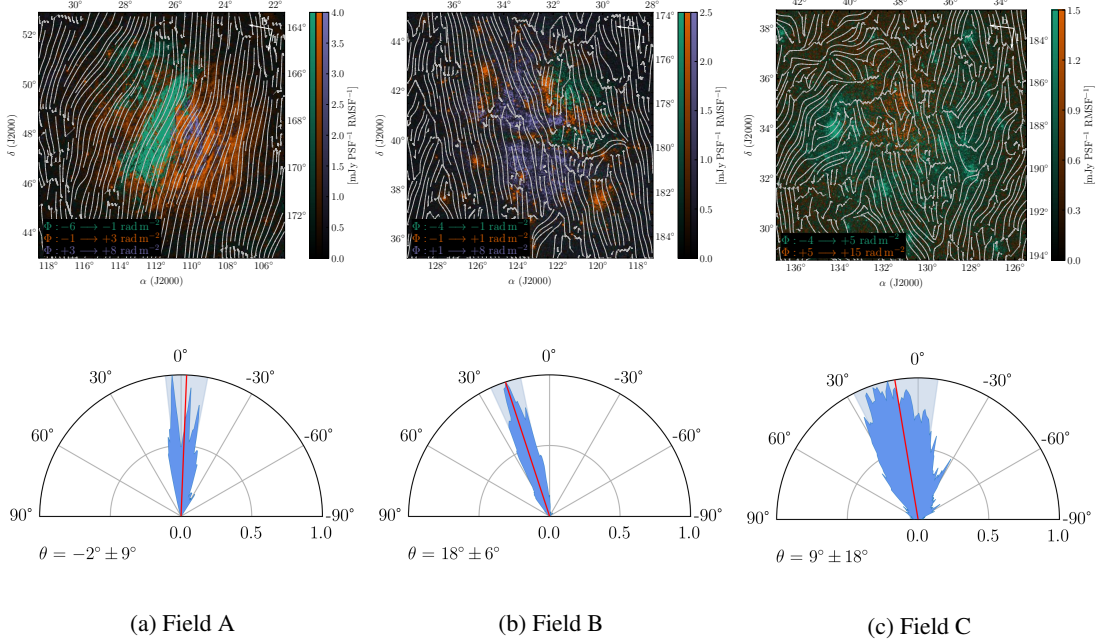 30° 28° 26° 24°
52°
50°
48°
46°
44°
δ (J2000)
118° 116° 114° 112° 110° 108° 106°
α (J2000)
164°
166°
168°
170°
172°
Φ : −6 ⟶ −1 rad m⁻²
Φ : −1 ⟶ +3 rad m⁻²
Φ : +3 ⟶ +8 rad m⁻²
4.0
3.5
3.0
2.5
2.0
1.5
1.0
0.5
0.0
[mJy PSF⁻¹ RMSF⁻¹]
36° 34° 32° 30° 28°
44°
42°
40°
38°
36°
δ (J2000)
128° 126° 124° 122° 120° 118°
α (J2000)
174°
176°
178°
180°
182°
184°
Φ : −4 ⟶ −1 rad m⁻²
Φ : −1 ⟶ +1 rad m⁻²
Φ : +1 ⟶ +8 rad m⁻²
2.5
2.0
1.5
1.0
0.5
0.0
[mJy PSF⁻¹ RMSF⁻¹]
42° 40° 38° 36° 34°
38°
36°
34°
32°
30°
δ (J2000)
136° 134° 132° 130° 128° 126°
α (J2000)
184°
186°
188°
190°
192°
194°
Φ : −4 ⟶ +5 rad m⁻²
Φ : +5 ⟶ +15 rad m⁻²
1.5
1.2
0.9
0.6
0.3
0.0
[mJy PSF⁻¹ RMSF⁻¹]
0°
30° -30°
60° -60°
90° -90°
0.0 0.5 1.0
θ = −2° ± 9°
0°
30° -30°
60° -60°
90° -90°
0.0 0.5 1.0
θ = 18° ± 6°
0°
30° -30°
60° -60°
90° -90°
0.0 0.5 1.0
θ = 9° ± 18°
(a) Field A
(b) Field B
(c) Field C